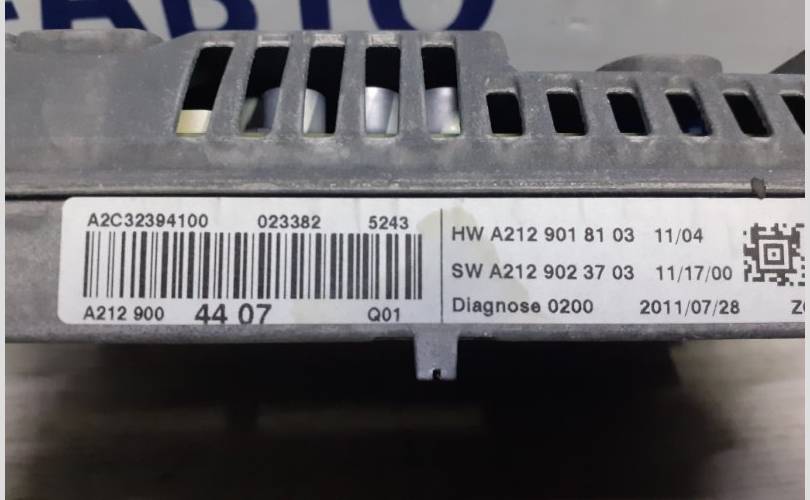 АВТО
A2C32394100 023382 5243
A212 900 44 07 Q01
HW A212 901 81 03 11/04
SW A212 902 37 03 11/17/00
Diagnose 0200 2011/07/28